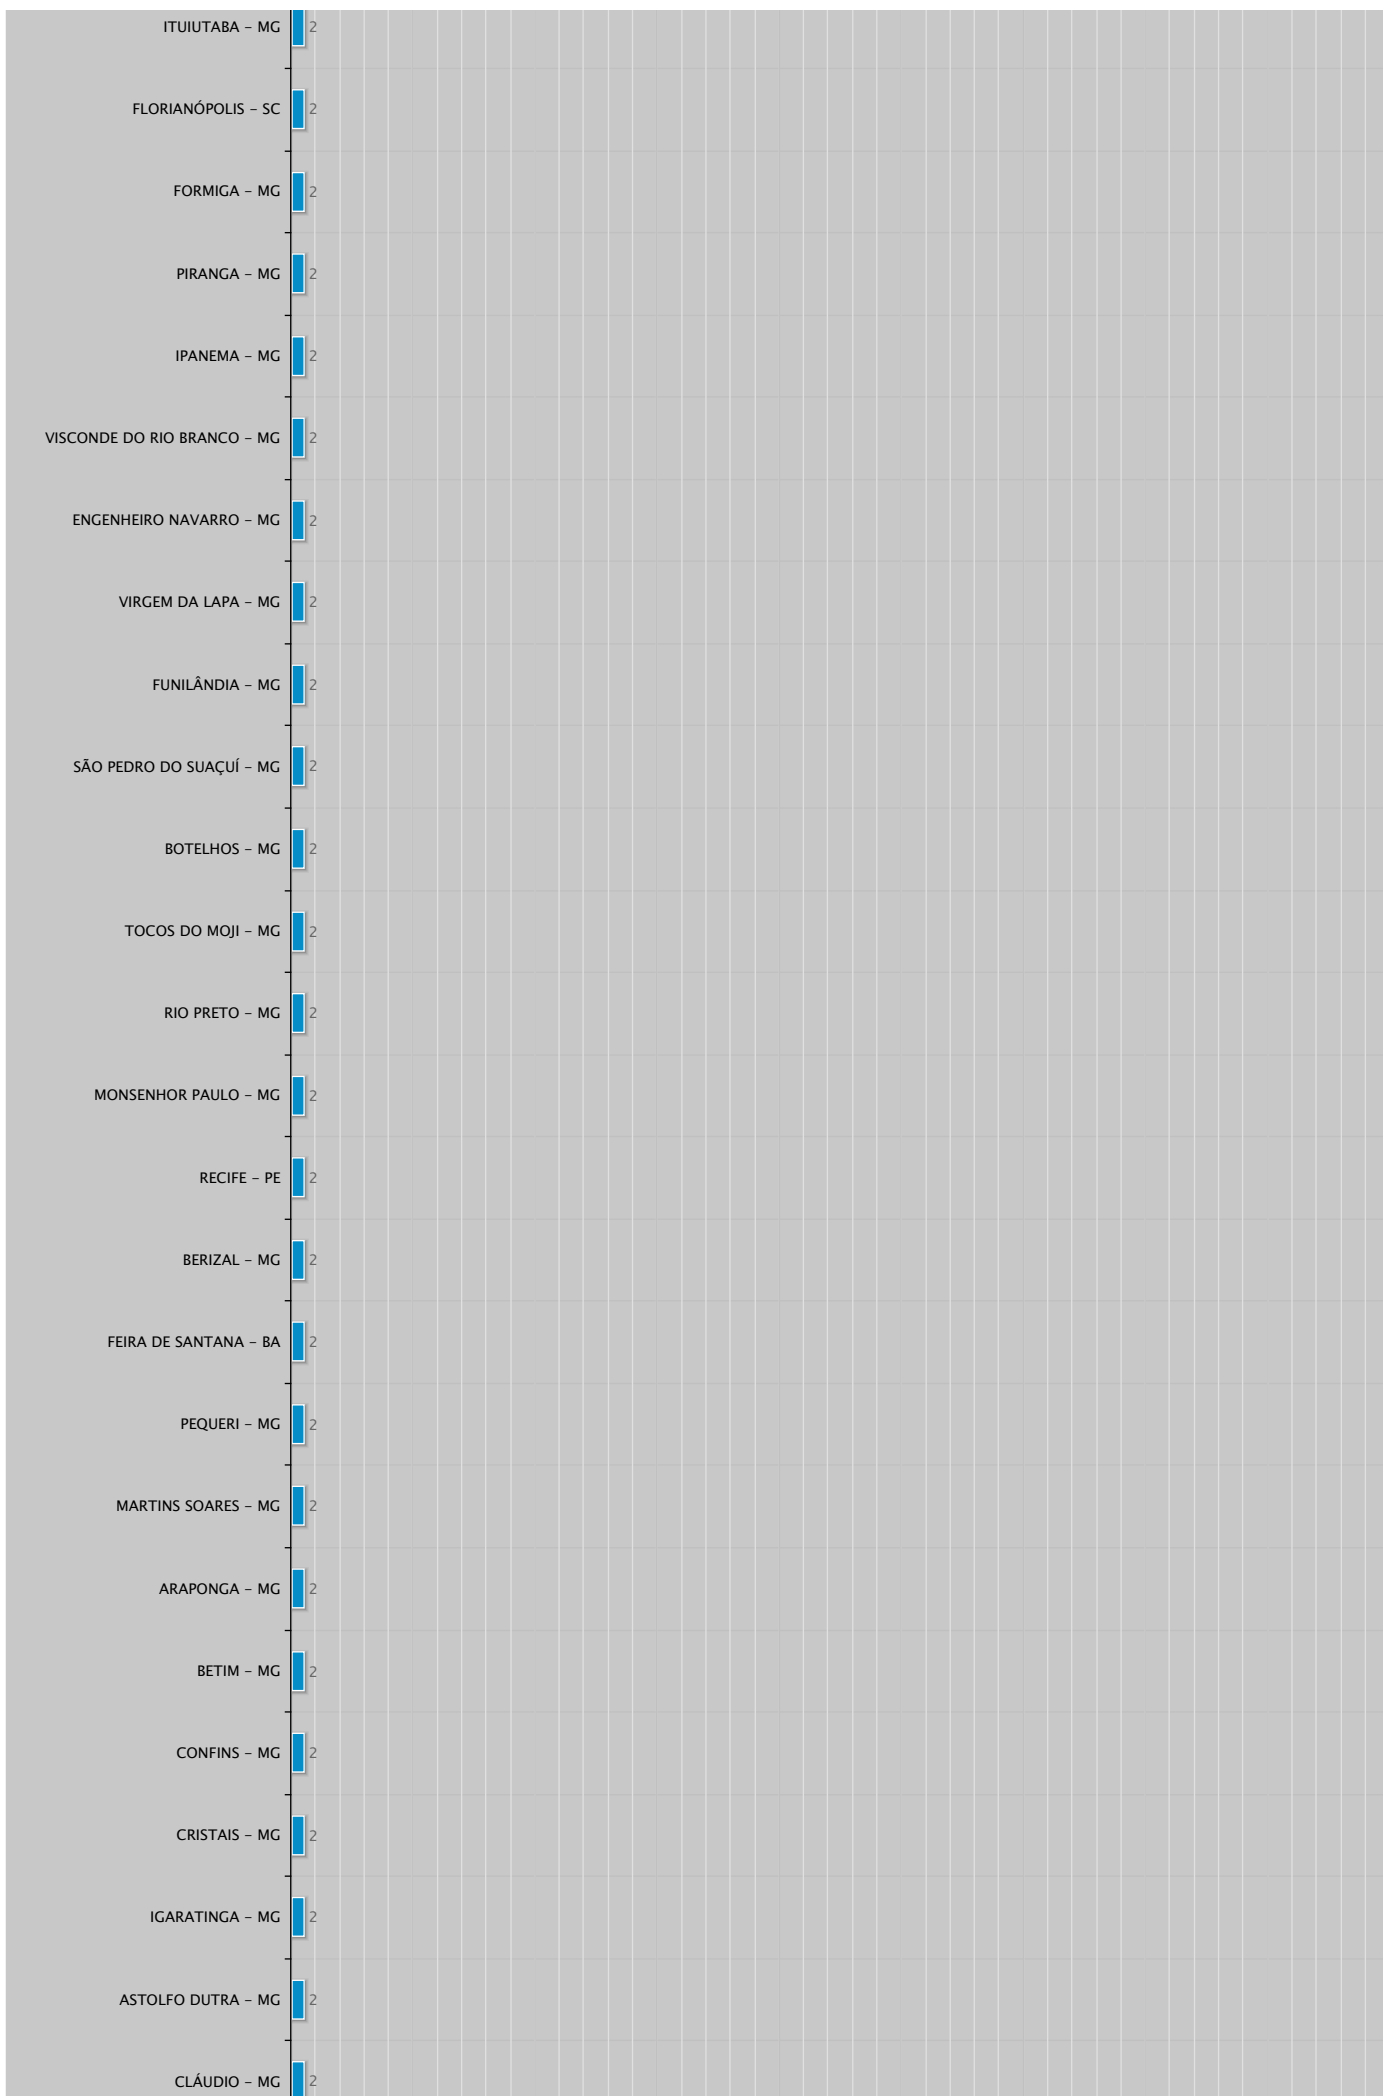 ITUIUTABA – MG 2
FLORIANÓPOLIS – SC 2
FORMIGA – MG 2
PIRANGA – MG 2
IPANEMA – MG 2
VISCONDE DO RIO BRANCO – MG 2
ENGENHEIRO NAVARRO – MG 2
VIRGEM DA LAPA – MG 2
FUNILÂNDIA – MG 2
SÃO PEDRO DO SUAÇUÍ – MG 2
BOTELHOS – MG 2
TOCOS DO MOJI – MG 2
RIO PRETO – MG 2
MONSENHOR PAULO – MG 2
RECIFE – PE 2
BERIZAL – MG 2
FEIRA DE SANTANA – BA 2
PEQUERI – MG 2
MARTINS SOARES – MG 2
ARAPONGA – MG 2
BETIM – MG 2
CONFINS – MG 2
CRISTAIS – MG 2
IGARATINGA – MG 2
ASTOLFO DUTRA – MG 2
CLÁUDIO – MG 2